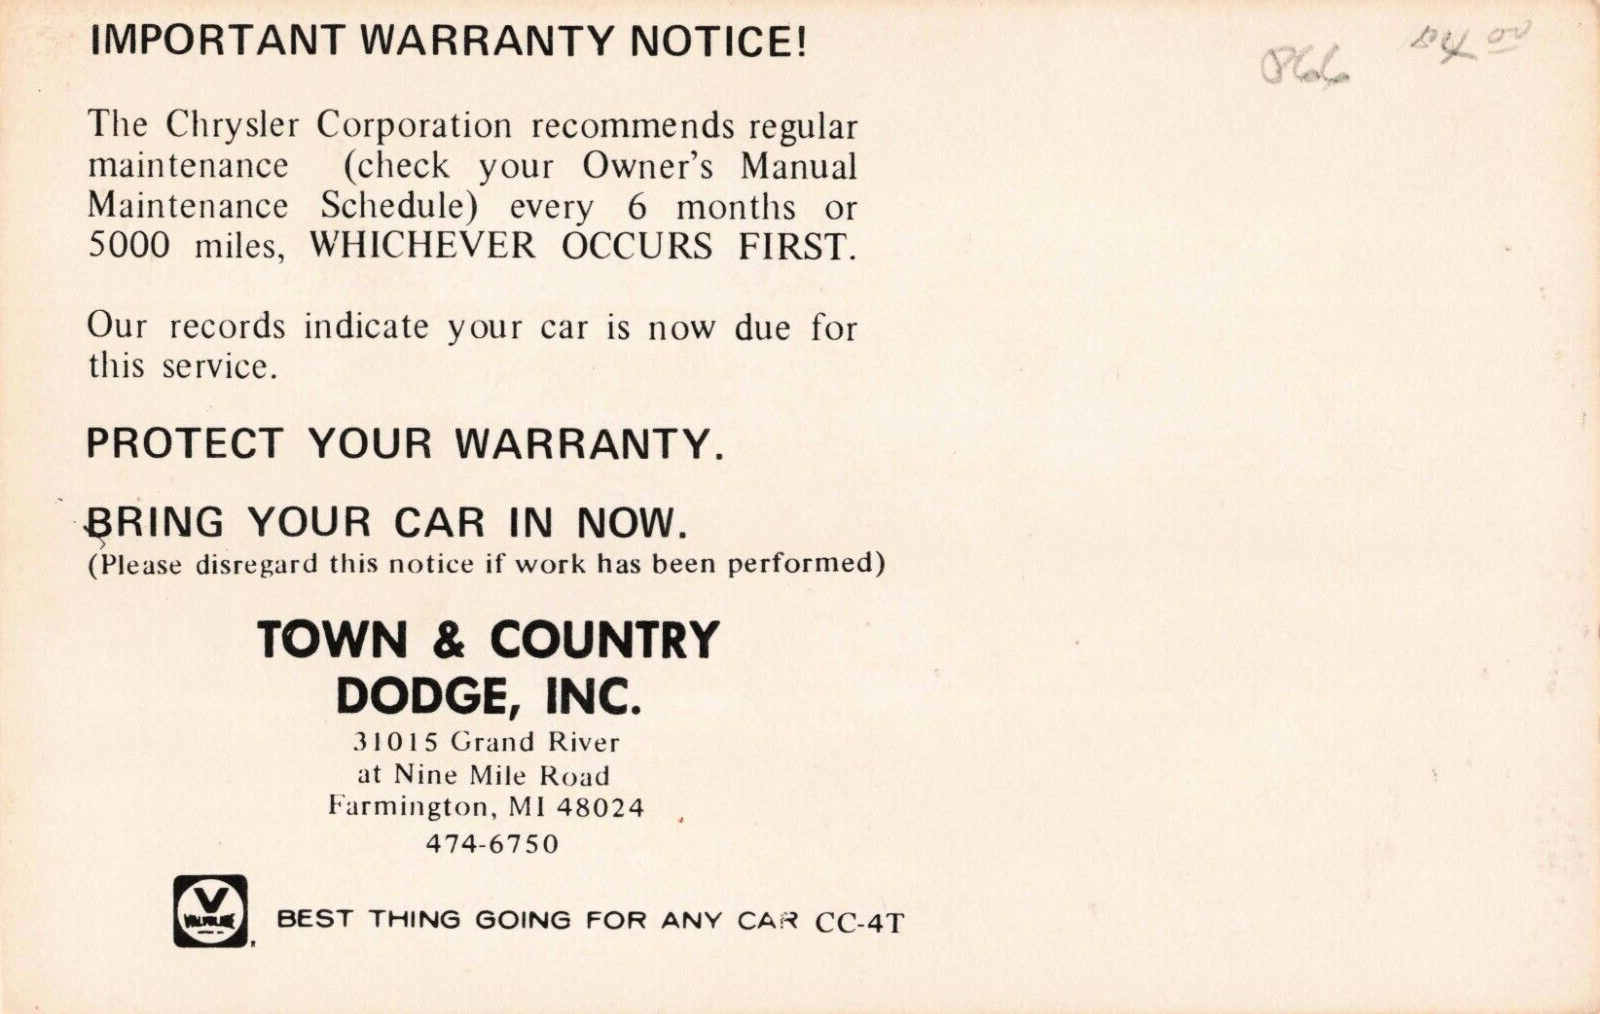 IMPORTANT WARRANTY NOTICE!
The Chrysler Corporation recommends regular
maintenance (check your Owner's Manual
Maintenance Schedule) every 6 months or
5000 miles, WHICHEVER OCCURS FIRST.
Our records indicate your car is now due for
this service.
PROTECT YOUR WARRANTY.
BRING YOUR CAR IN NOW.
(Please disregard this notice if work has been performed)
TOWN & COUNTRY
DODGE, INC.
31015 Grand River
at Nine Mile Road
Farmington, MI 48024
474-6750
V
VALVOLINE
BEST THING GOING FOR ANY CAR CC-4T